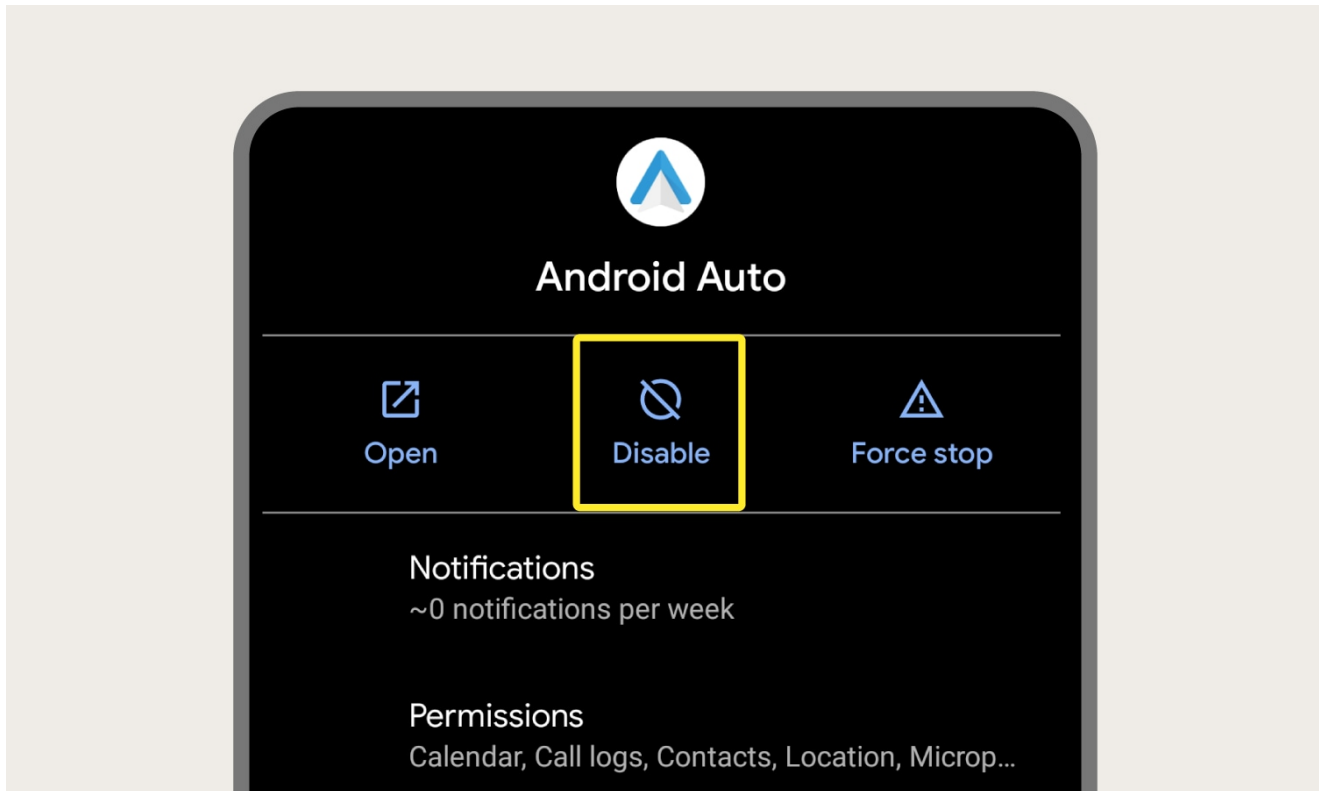 Android Auto
Open
Disable
Force stop
Notifications
~0 notifications per week
Permissions
Calendar, Call logs, Contacts, Location, Microp...